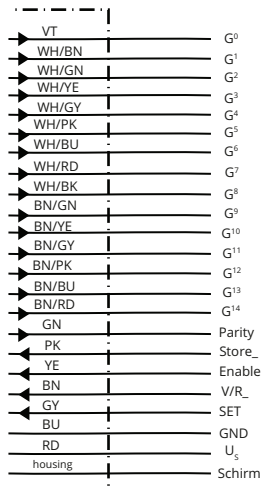 VT G⁰
WH/BN G¹
WH/GN G²
WH/YE G³
WH/GY G⁴
WH/PK G⁵
WH/BU G⁶
WH/RD G⁷
WH/BK G⁸
BN/GN G⁹
BN/YE G¹⁰
BN/GY G¹¹
BN/PK G¹²
BN/BU G¹³
BN/RD G¹⁴
GN Parity
PK Store_
YE Enable
BN V/R_
GY SET
BU GND
RD Uₛ
housing Schirm